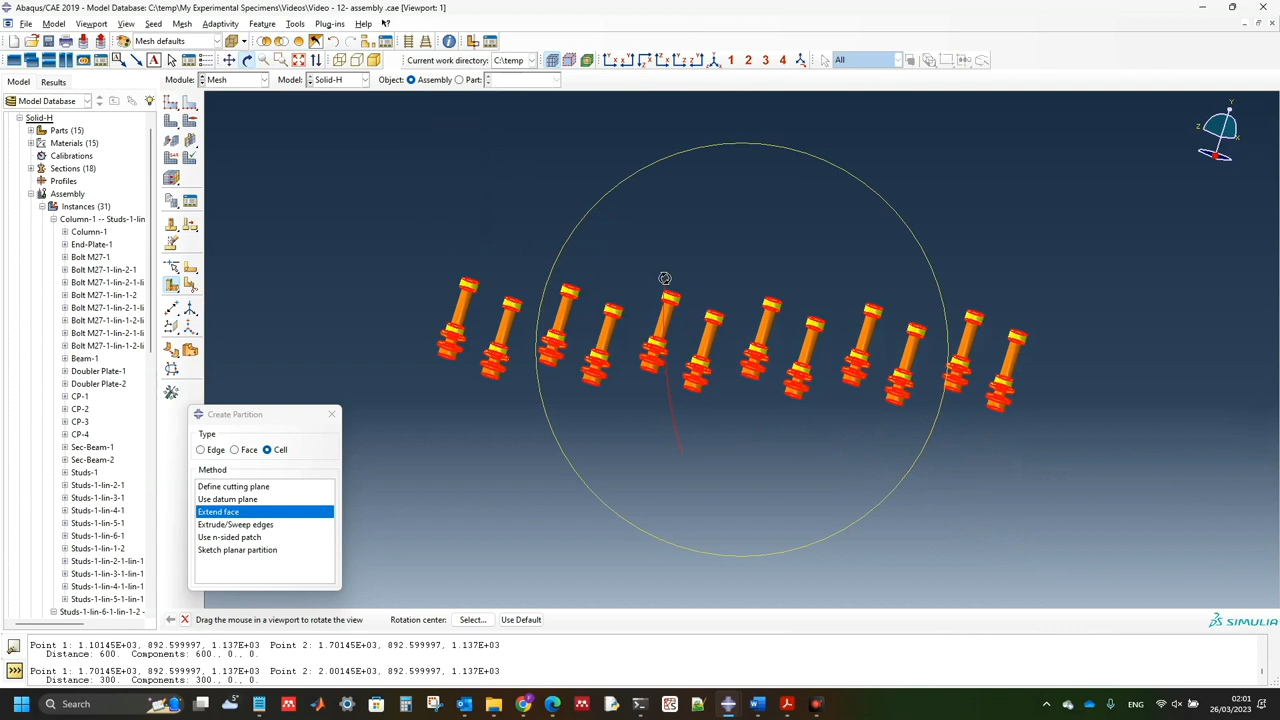 Abaqus/CAE 2019 - Model Database: C:\temp\My Experimental Specimens\Videos\Video - 12- assembly .cae [Viewport: 1]
File Model Viewport View Seed Mesh Adaptivity Feature Tools Plug-ins Help
Mesh defaults
Current work directory: C:\temp 1 2 3 4 All
Model Results Module: Mesh Model: Solid-H Object: Assembly Part:
Model Database
Solid-H
Parts (15)
Materials (15)
Calibrations
Sections (18)
Profiles
Assembly
Instances (31)
Column-1 -- Studs-1-lin
Column-1
End-Plate-1
Bolt M27-1
Bolt M27-1-lin-2-1
Bolt M27-1-lin-2-1-li
Bolt M27-1-lin-1-2
Bolt M27-1-lin-2-1-li
Bolt M27-1-lin-2-1-li
Bolt M27-1-lin-2-1-li
Bolt M27-1-lin-1-2-li
Beam-1
Doubler Plate-1
Doubler Plate-2
CP-1
CP-2
CP-3
CP-4
Sec-Beam-1
Sec-Beam-2
Studs-1
Studs-1-lin-2-1
Studs-1-lin-3-1
Studs-1-lin-4-1
Studs-1-lin-5-1
Studs-1-lin-6-1
Studs-1-lin-1-2
Studs-1-lin-2-1-lin-1
Studs-1-lin-3-1-lin-1
Studs-1-lin-4-1-lin-1
Studs-1-lin-5-1-lin-1
Studs-1-lin-6-1-lin-1-2 -
Create Partition
Type
Edge Face Cell
Method
Define cutting plane
Use datum plane
Extend face
Extrude/Sweep edges
Use n-sided patch
Sketch planar partition
Y
Z
X
Drag the mouse in a viewport to rotate the view Rotation center: Select... Use Default
SIMULIA
Point 1: 1.10145E+03, 892.599997, 1.137E+03 Point 2: 1.70145E+03, 892.599997, 1.137E+03
Distance: 600. Components: 600., 0., 0.
Point 1: 1.70145E+03, 892.599997, 1.137E+03 Point 2: 2.00145E+03, 892.599997, 1.137E+03
Distance: 300. Components: 300., 0., 0.
>>>
Search
ENG
02:01
26/03/2023